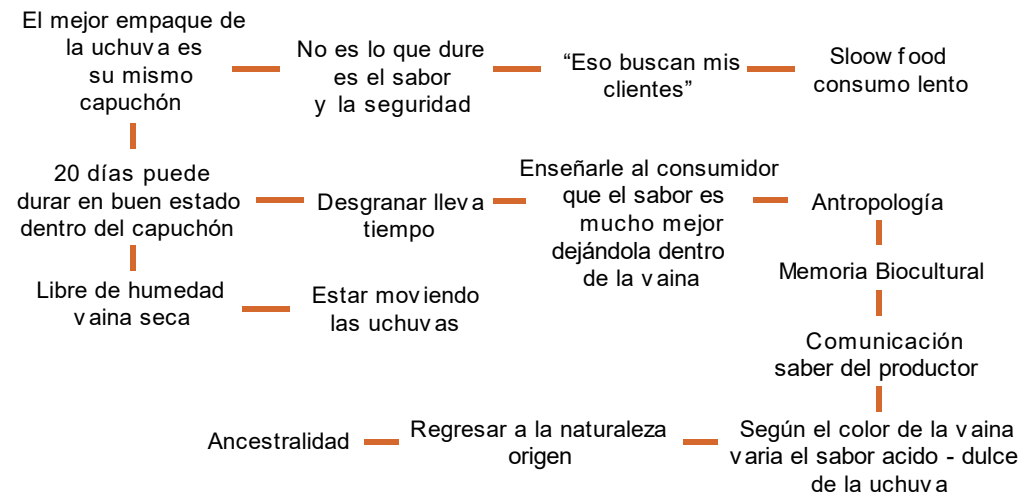 El mejor empaque de
la uchuva es
su mismo
capuchón
No es lo que dure
es el sabor
y la seguridad
“Eso buscan mis
clientes”
Sloow food
consumo lento
20 días puede
durar en buen estado
dentro del capuchón
Desgranar lleva
tiempo
Enseñarle al consumidor
que el sabor es
mucho mejor
dejándola dentro
de la vaina
Antropología
Libre de humedad
vaina seca
Estar moviendo
las uchuvas
Memoria Biocultural
Comunicación
saber del productor
Según el color de la vaina
varia el sabor acido - dulce
de la uchuva
Regresar a la naturaleza
origen
Ancestralidad